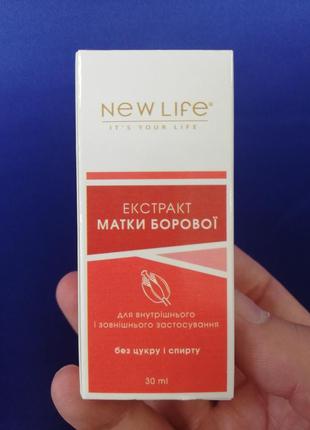 NEW LIFE®
IT'S YOUR LIFE
ЕКСТРАКТ
МАТКИ БОРОВОЇ
для внутрішнього
і зовнішнього застосування
без цукру і спирту
30 ml